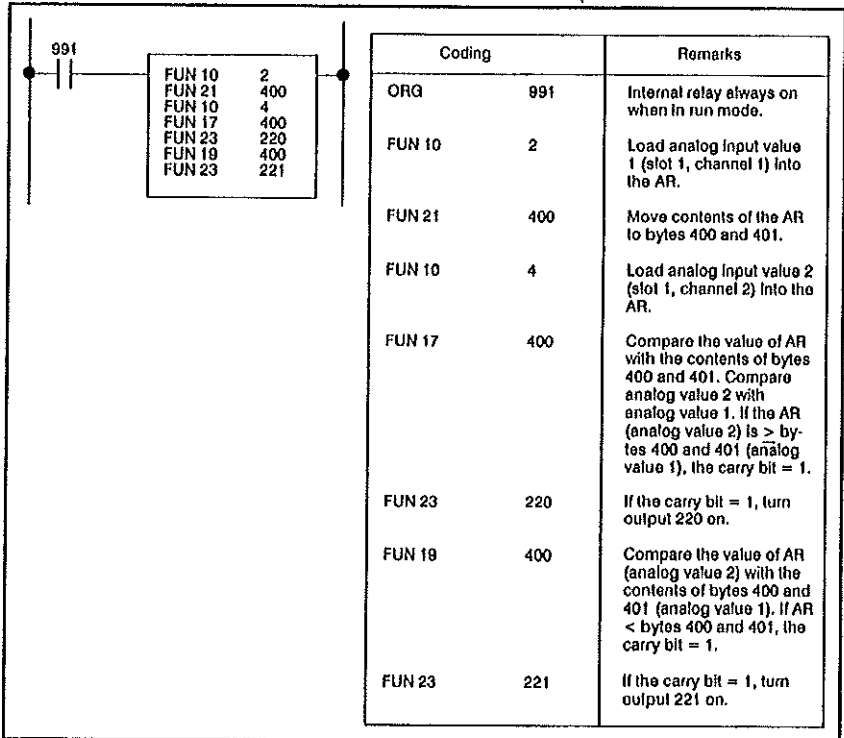 991
FUN 10 2
FUN 21 400
FUN 10 4
FUN 17 400
FUN 23 220
FUN 19 400
FUN 23 221
Coding Remarks
ORG 991 Internal relay always on
when in run mode.
FUN 10 2 Load analog input value
1 (slot 1, channel 1) into
the AR.
FUN 21 400 Move contents of the AR
to bytes 400 and 401.
FUN 10 4 Load analog input value 2
(slot 1, channel 2) into the
AR.
FUN 17 400 Compare the value of AR
with the contents of bytes
400 and 401. Compare
analog value 2 with
analog value 1. If the AR
(analog value 2) is ≥ by-
tes 400 and 401 (analog
value 1), the carry bit = 1.
FUN 23 220 If the carry bit = 1, turn
output 220 on.
FUN 19 400 Compare the value of AR
(analog value 2) with the
contents of bytes 400 and
401 (analog value 1). If AR
< bytes 400 and 401, the
carry bit = 1.
FUN 23 221 If the carry bit = 1, turn
output 221 on.